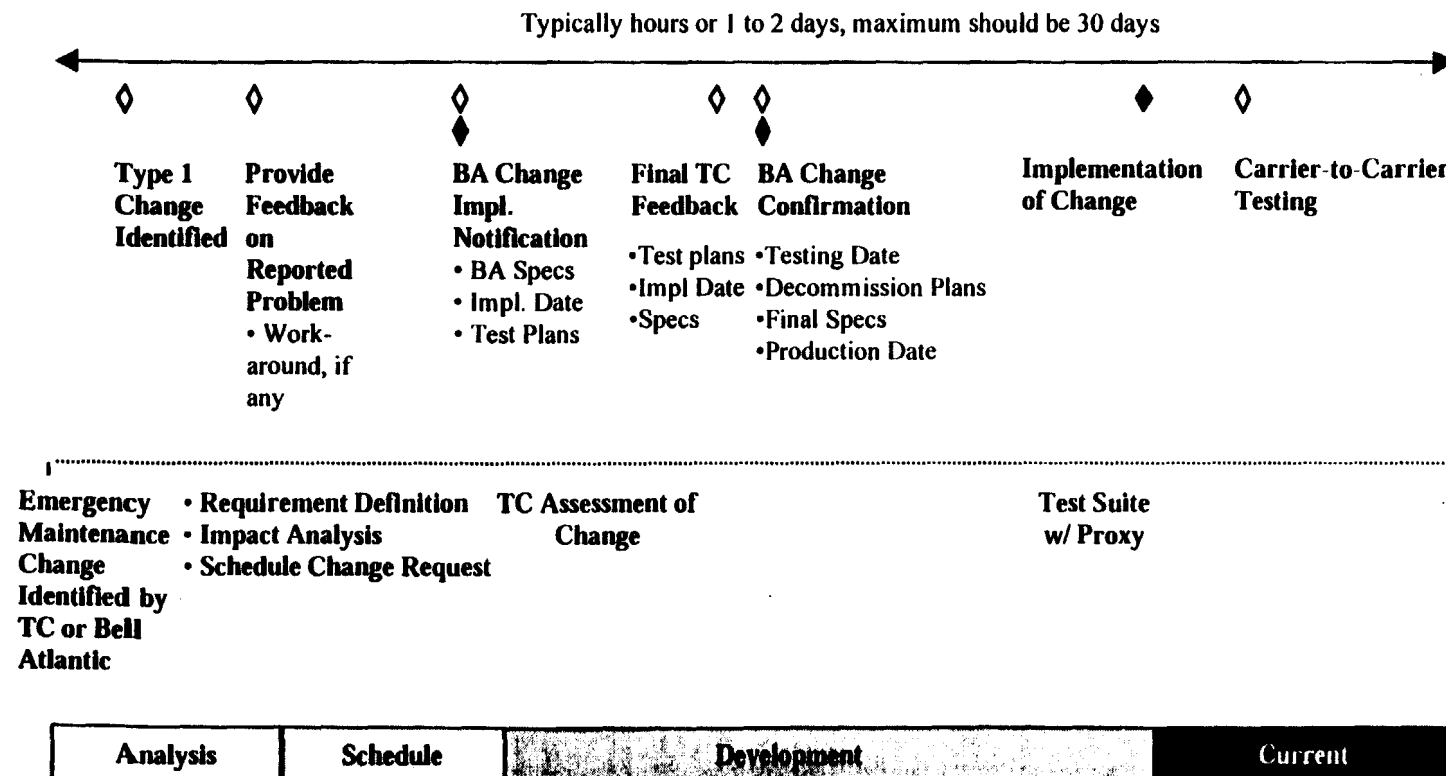 Typically hours or 1 to 2 days, maximum should be 30 days
Type 1
Change
Identified
Provide
Feedback
on
Reported
Problem
• Work-
around, if
any
BA Change
Impl.
Notification
• BA Specs
• Impl. Date
• Test Plans
Final TC
Feedback
•Test plans
•Impl Date
•Specs
BA Change
Confirmation
•Testing Date
•Decommission Plans
•Final Specs
•Production Date
Implementation
of Change
Carrier-to-Carrier
Testing
Emergency
Maintenance
Change
Identified by
TC or Bell
Atlantic
• Requirement Definition
• Impact Analysis
• Schedule Change Request
TC Assessment of
Change
Test Suite
w/ Proxy
Analysis
Schedule
Development
Current